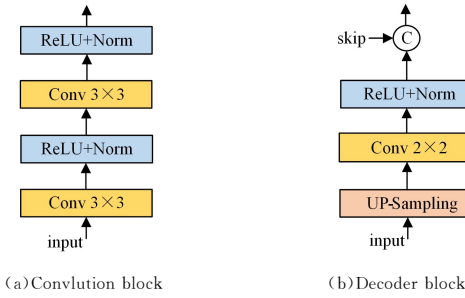 ReLU+Norm
Conv 3×3
ReLU+Norm
Conv 3×3
input
(a)Convlution block
skip
C
ReLU+Norm
Conv 2×2
UP-Sampling
input
(b)Decoder block